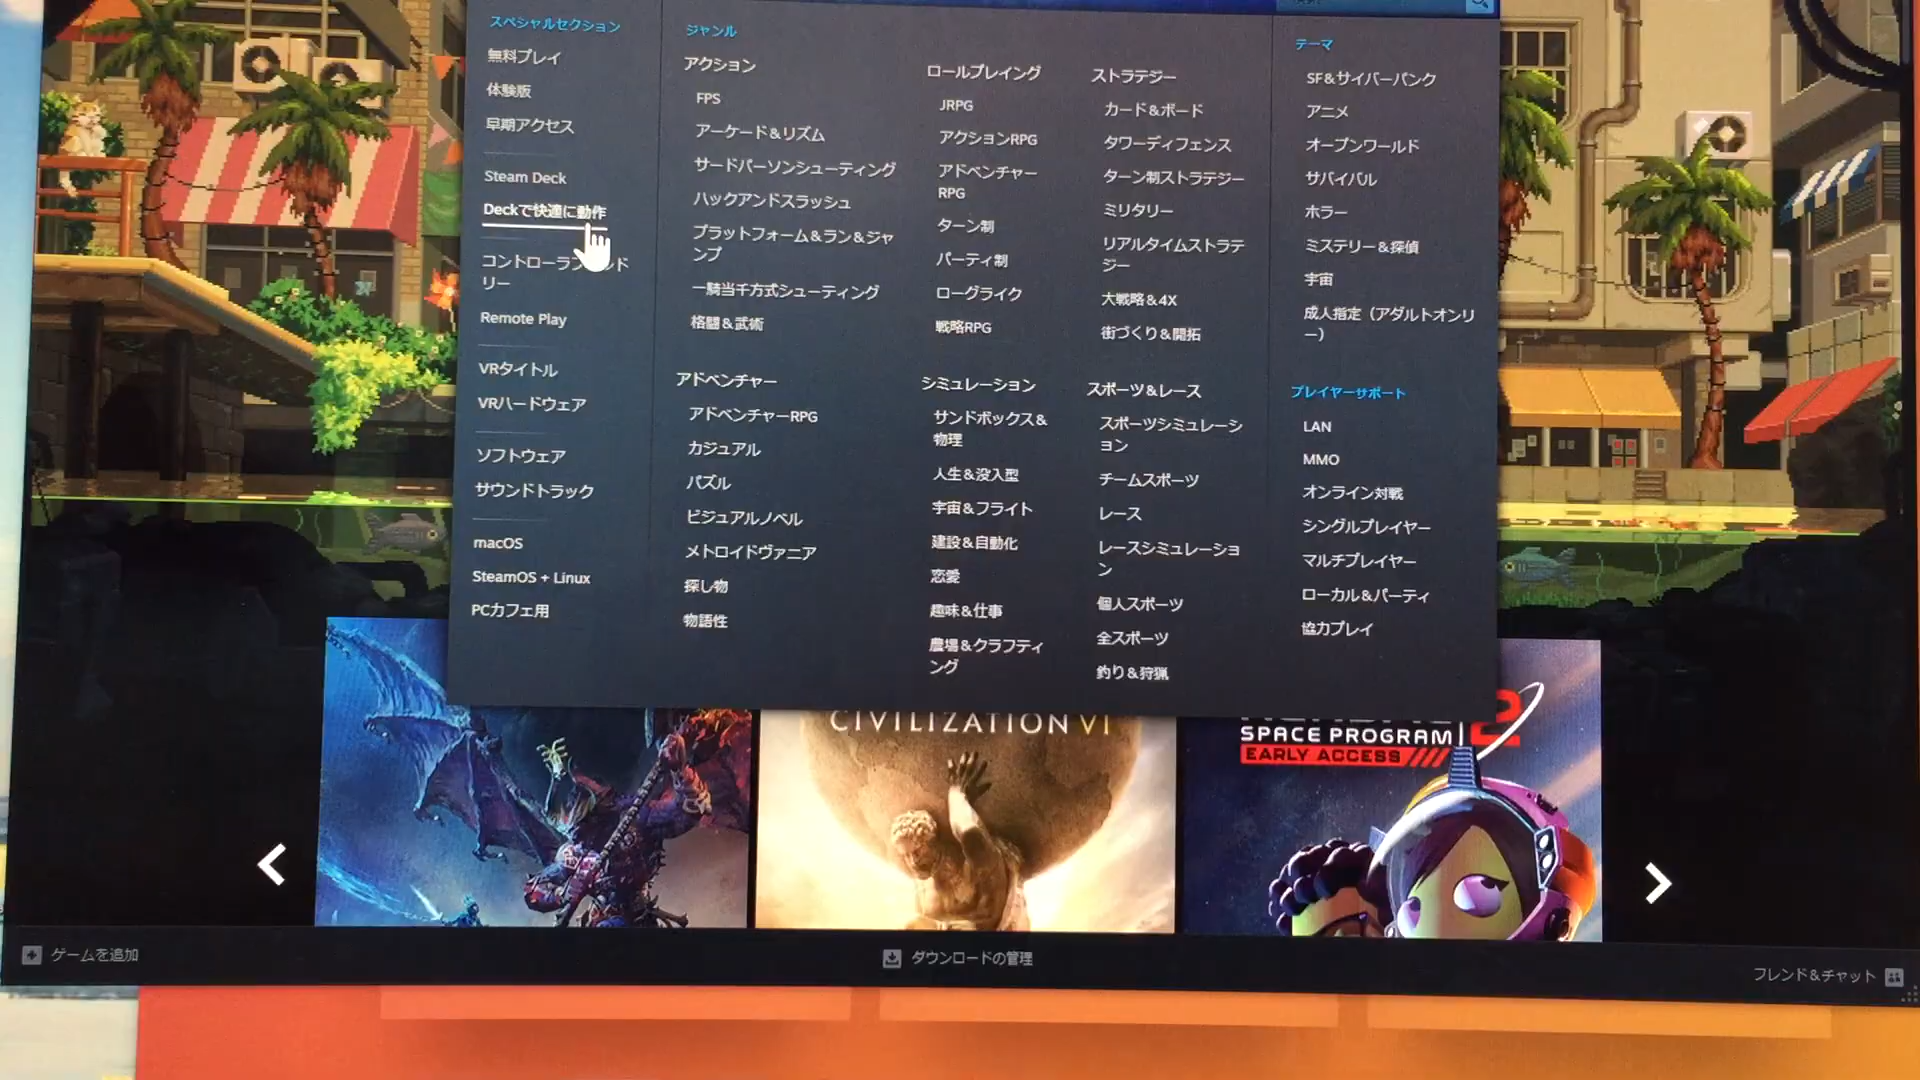 スペシャルセクション
無料プレイ
体験版
早期アクセス
Steam Deck
Deckで快適に動作
リー
Remote Play
VRタイトル
VRハードウェア
ソフトウェア
サウンドトラック
macOS
SteamOS + Linux
PCカフェ用
ジャンル
アクション
FPS
アーケード&リズム
サードパーソンシューティング
ハックアンドスラッシュ
プラットフォーム&ラン&ジャ
ンプ
一騎当千方式シューティング
格闘&武術
アドベンチャー
アドベンチャーRPG
カジュアル
パズル
ビジュアルノベル
メトロイドヴァニア
探し物
物語性
ロールプレイング
JRPG
アクションRPG
アドベンチャー
RPG
ターン制
パーティ制
ローグライク
戦略RPG
シミュレーション
サンドボックス&
物理
人生&没入型
宇宙&フライト
建設&自動化
恋愛
趣味&仕事
農場&クラフティ
ング
ストラテジー
カード&ボード
タワーディフェンス
ターン制ストラテジー
ミリタリー
リアルタイムストラテ
ジー
大戦略&4X
街づくり&開拓
スポーツ&レース
スポーツシミュレーシ
ョン
チームスポーツ
レース
レースシミュレーショ
ン
個人スポーツ
全スポーツ
釣り&狩猟
テーマ
SF&サイバーパンク
アニメ
オープンワールド
サバイバル
ホラー
ミステリー&探偵
宇宙
成人指定（アダルトオンリ
ー）
プレイヤーサポート
LAN
MMO
オンライン対戦
シングルプレイヤー
マルチプレイヤー
ローカル&パーティ
協力プレイ
CIVILIZATION VI
2
SPACE PROGRAM
EARLY ACCESS
ゲームを追加
ダウンロードの管理
フレンド&チャット